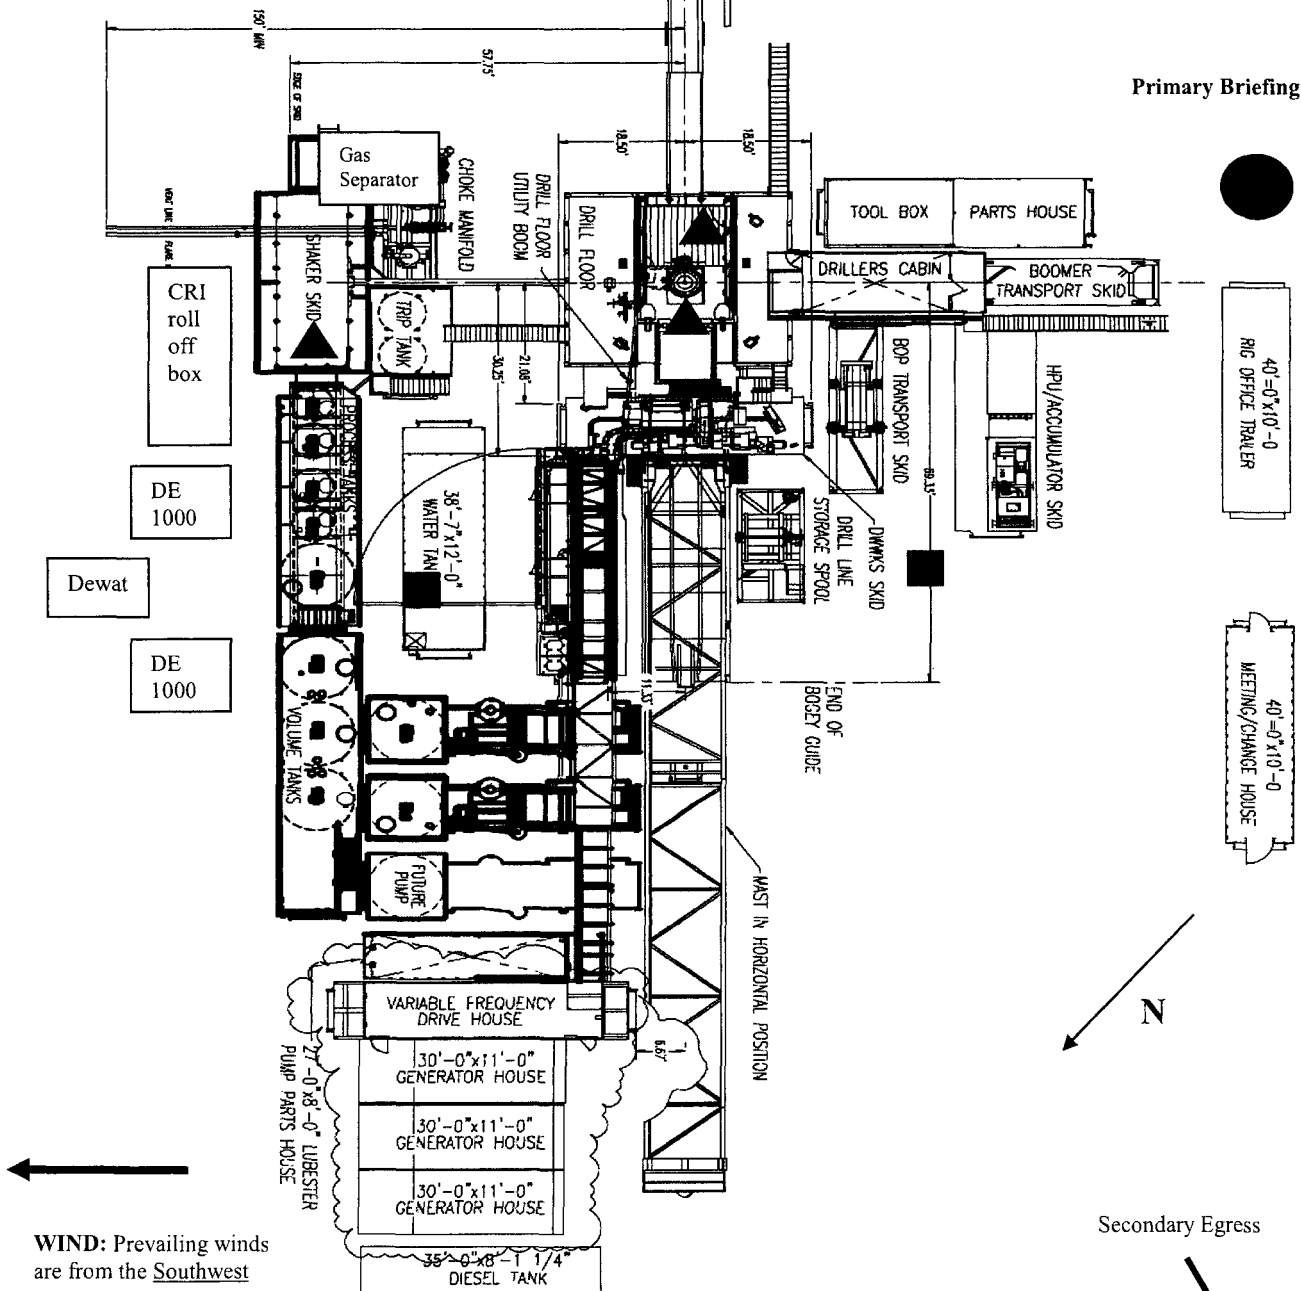 150' MIN
57.75'
EDGE OF SKID
Primary Briefing
18.50'
18.50'
Gas
Separator
CHOKE MANIFOLD
DRILL FLOOR
UTILITY BOOM
DRILL FLOOR
TOOL BOX
PARTS HOUSE
VENT LINE
FLARE
SHAKER SKID
DRILLERS CABIN
BOOMER
TRANSPORT SKID
CRI
roll
off
box
TRIP TANK
30.25'
21.08'
BOP TRANSPORT SKID
HPU/ACCUMULATOR SKID
40'=0"x10'-0
RIG OFFICE TRAILER
PROCESS TANKS
DE
1000
38'-7"x12'-0"
WATER TAN
69.33'
DRILL LINE
STORAGE SPOOL
DWWKS SKID
Dewat
DE
1000
VOLUME TANKS
11.33'
END OF
BOGEY GUIDE
40'=0"x10'-0
MEETING/CHANGE HOUSE
FUTURE
PUMP
MAST IN HORIZONTAL POSITION
VARIABLE FREQUENCY
DRIVE HOUSE
6.67'
N
27'-0"x8'-0" LUBESTER
PUMP PARTS HOUSE
30'-0"x11'-0"
GENERATOR HOUSE
30'-0"x11'-0"
GENERATOR HOUSE
30'-0"x11'-0"
GENERATOR HOUSE
WIND: Prevailing winds
are from the Southwest
Secondary Egress
35'-0"x8'-1 1/4"
DIESEL TANK